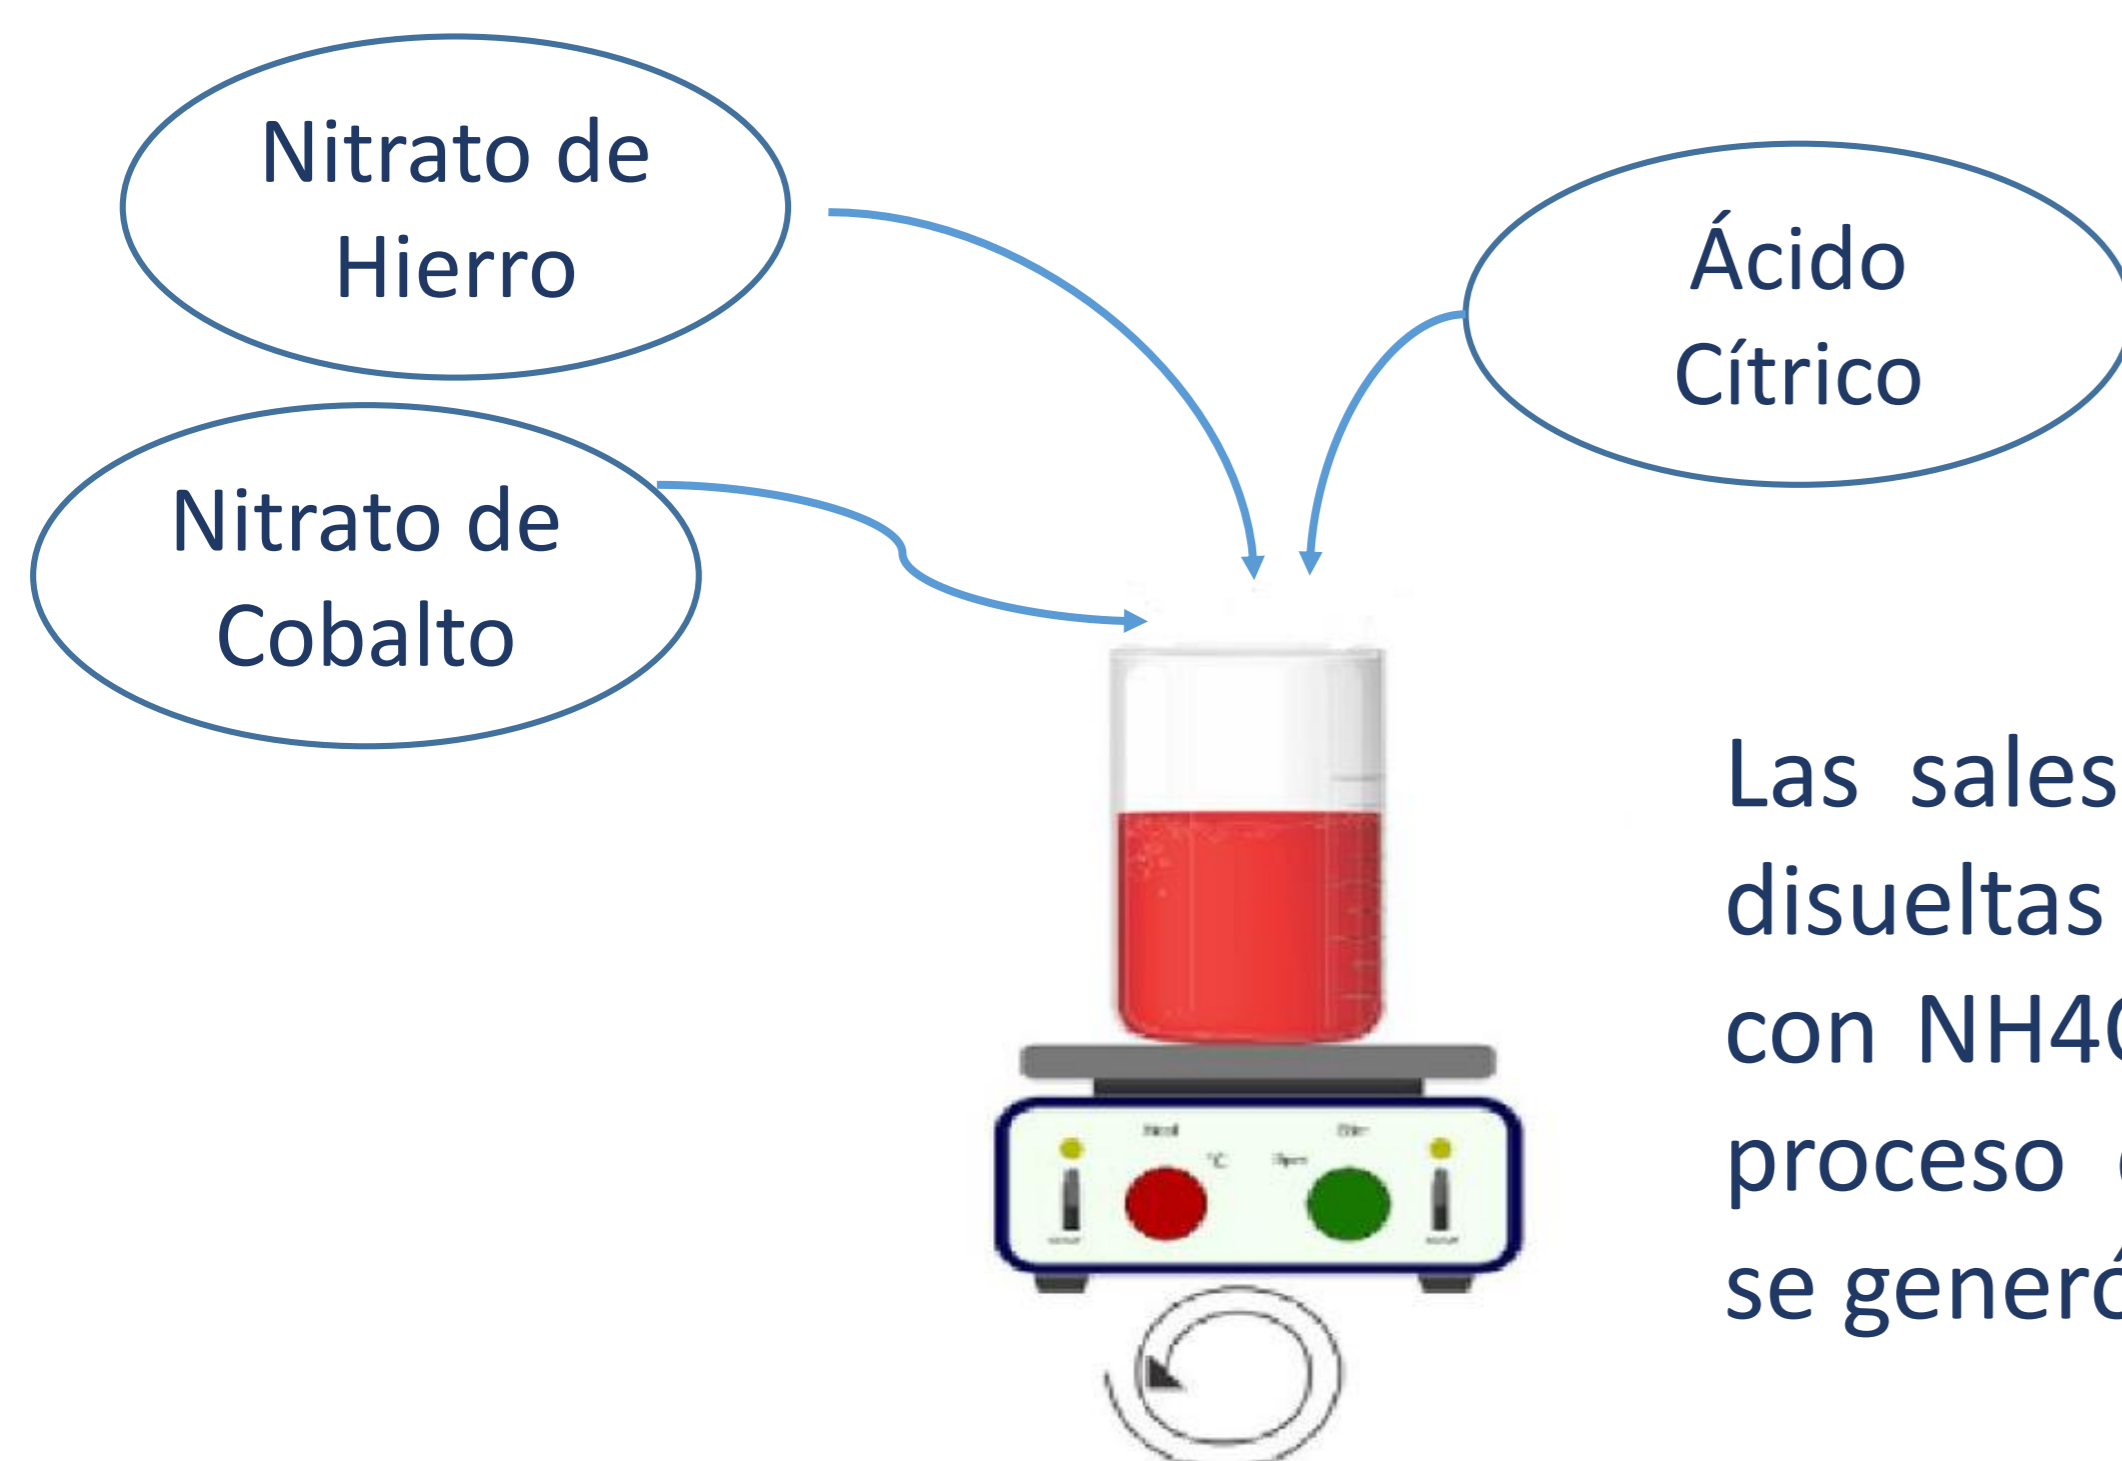 Nitrato de
Hierro
Ácido
Cítrico
Nitrato de
Cobalto
Las sales
disueltas
con NH4
proceso
se generó
°C